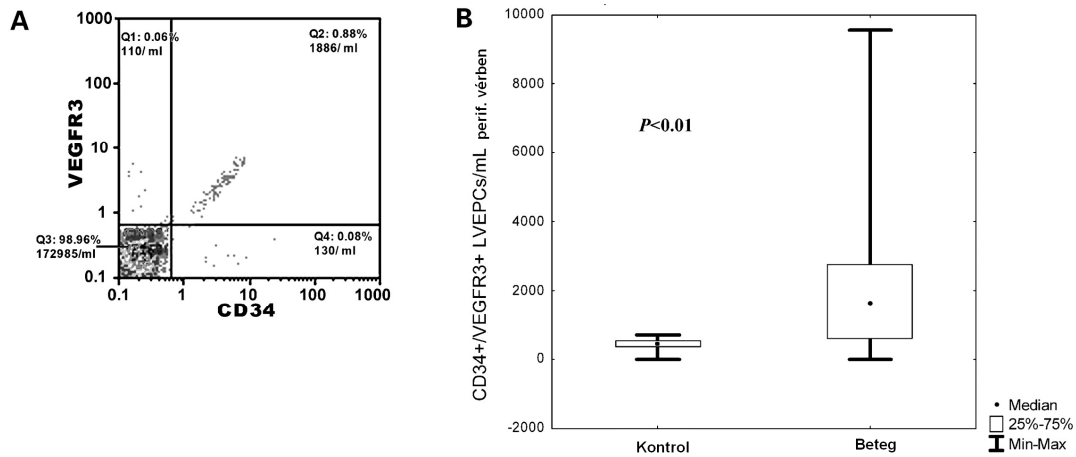 A
VEGFR3
1000
100
10
1
0.1
Q1: 0.06%
110/ ml
Q2: 0.88%
1886/ ml
Q3: 98.96%
172985/ml
Q4: 0.08%
130/ ml
0.1
1
10
100
1000
CD34
B
CD34+/VEGFR3+ LVEPCs/mL perif. vérben
10000
8000
6000
4000
2000
0
-2000
P<0.01
Kontrol
Beteg
Median
25%-75%
Min-Max